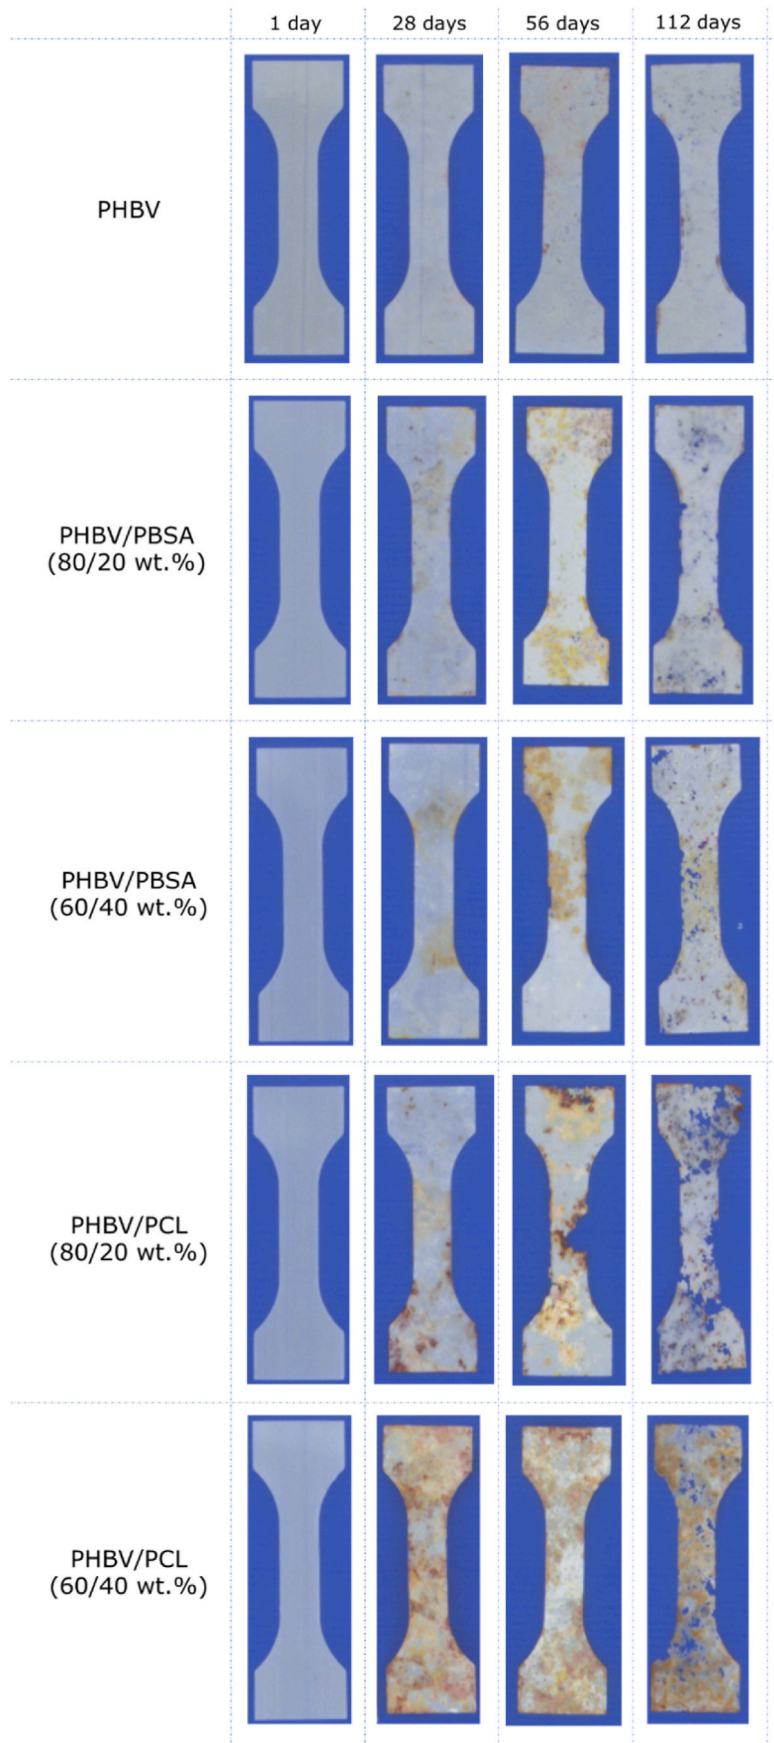 1 day
28 days
56 days
112 days
PHBV
PHBV/PBSA
(80/20 wt.%)
PHBV/PBSA
(60/40 wt.%)
PHBV/PCL
(80/20 wt.%)
PHBV/PCL
(60/40 wt.%)